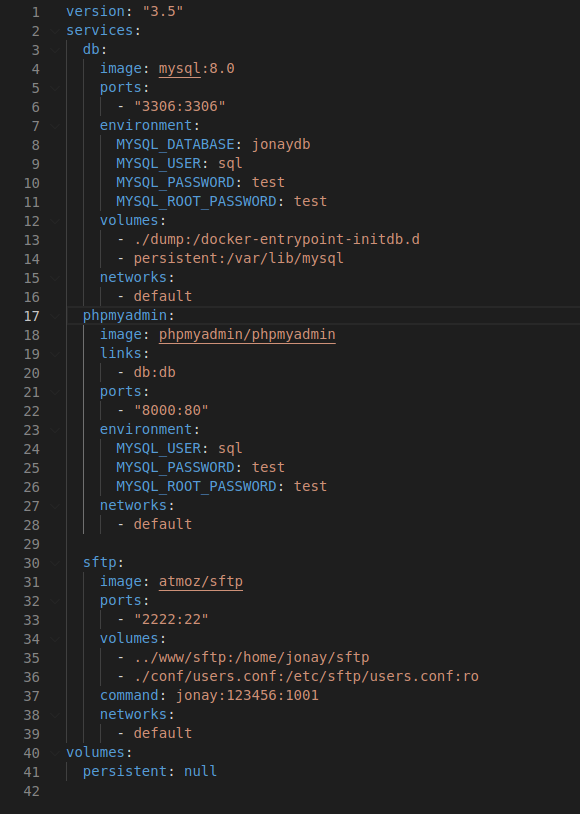 1 version: "3.5"
2 services:
3   db:
4     image: mysql:8.0
5     ports:
6       - "3306:3306"
7     environment:
8       MYSQL_DATABASE: jonaydb
9       MYSQL_USER: sql
10       MYSQL_PASSWORD: test
11       MYSQL_ROOT_PASSWORD: test
12     volumes:
13       - ./dump:/docker-entrypoint-initdb.d
14       - persistent:/var/lib/mysql
15     networks:
16       - default
17   phpmyadmin:
18     image: phpmyadmin/phpmyadmin
19     links:
20       - db:db
21     ports:
22       - "8000:80"
23     environment:
24       MYSQL_USER: sql
25       MYSQL_PASSWORD: test
26       MYSQL_ROOT_PASSWORD: test
27     networks:
28       - default
29
30   sftp:
31     image: atmoz/sftp
32     ports:
33       - "2222:22"
34     volumes:
35       - ../www/sftp:/home/jonay/sftp
36       - ./conf/users.conf:/etc/sftp/users.conf:ro
37     command: jonay:123456:1001
38     networks:
39       - default
40 volumes:
41   persistent: null
42